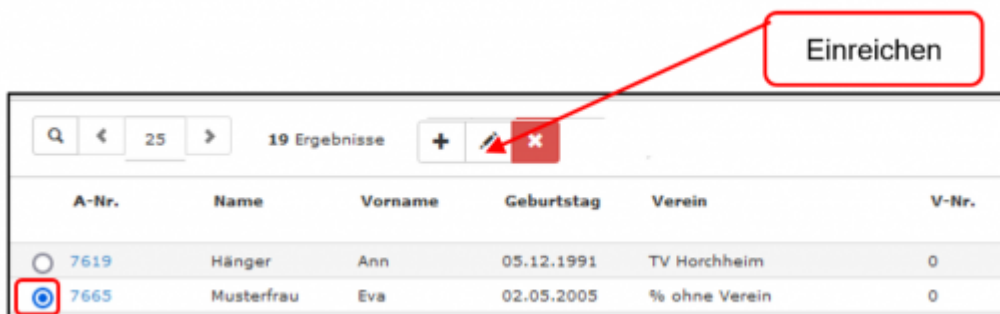 Einreichen
25 19 Ergebnisse
A-Nr. Name Vorname Geburtstag Verein V-Nr.
7619 Hänger Ann 05.12.1991 TV Horchheim 0
7665 Musterfrau Eva 02.05.2005 % ohne Verein 0